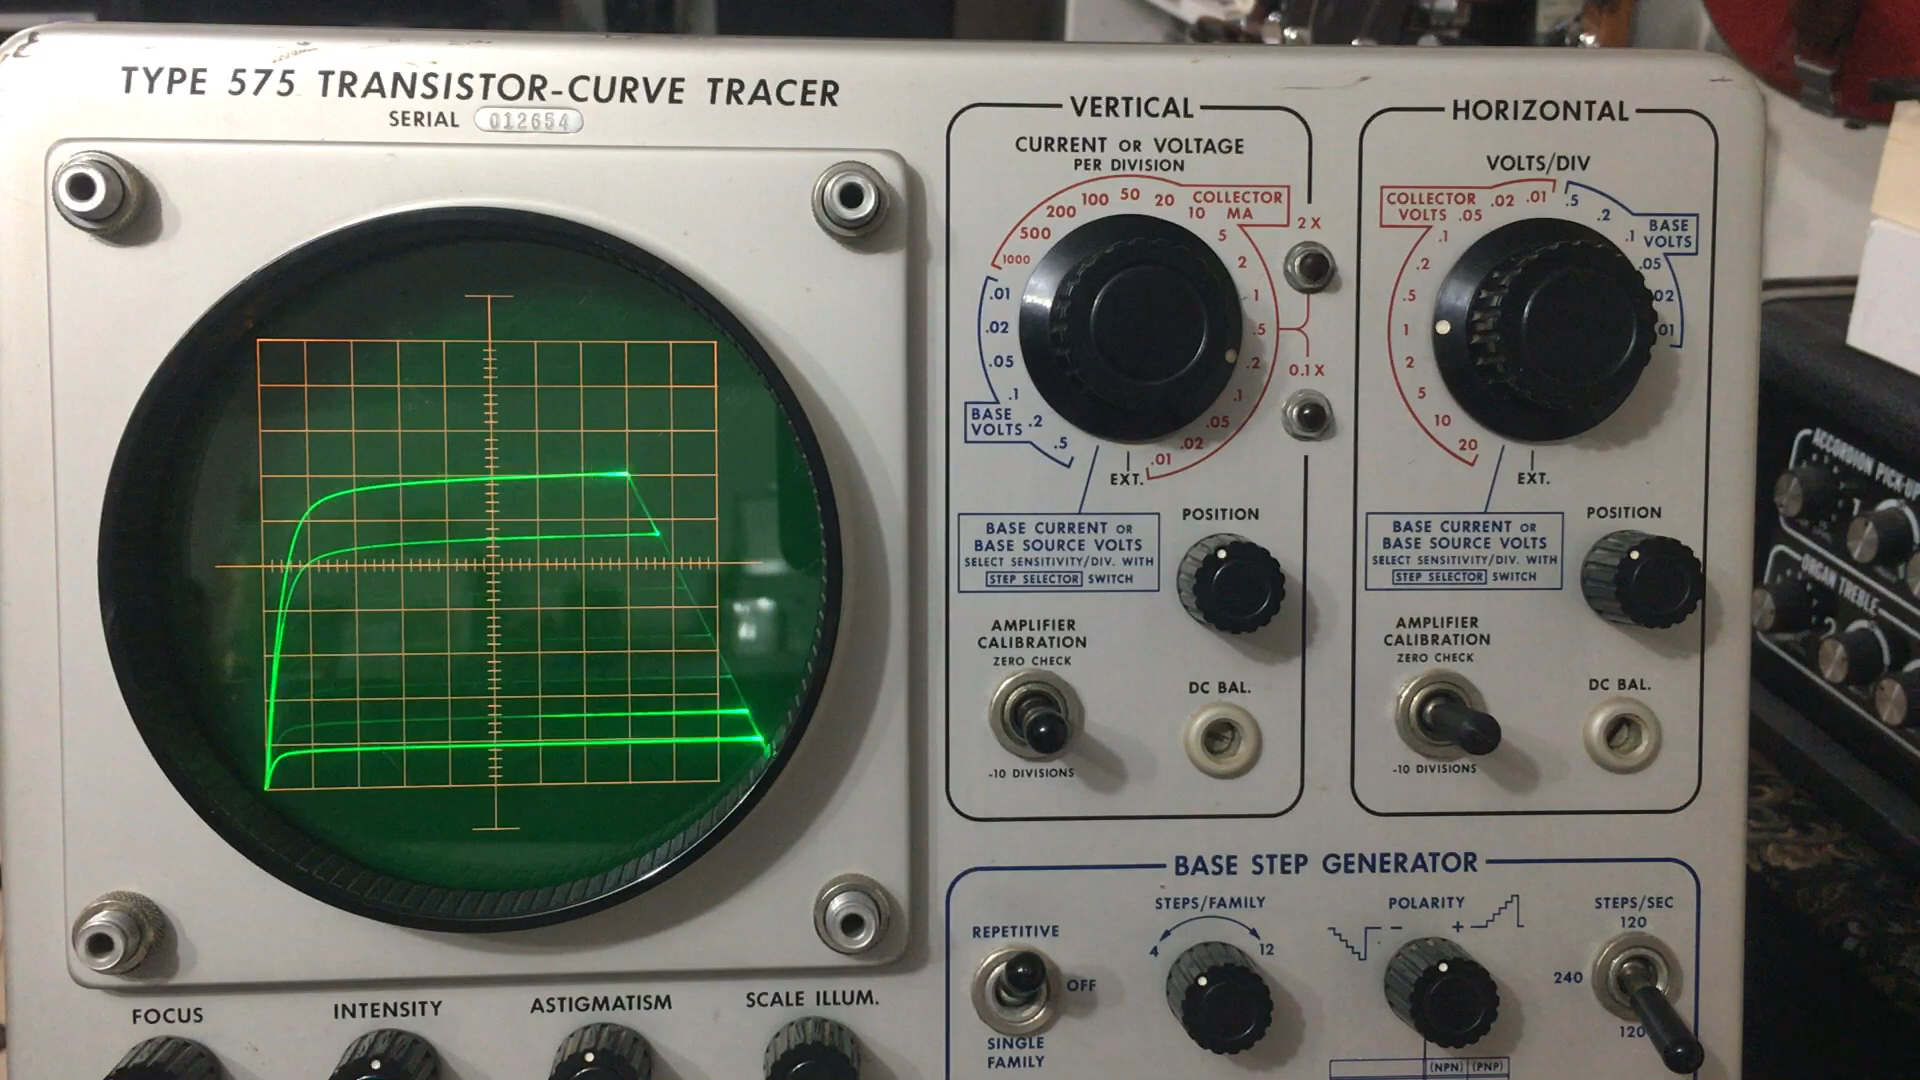 TYPE 575 TRANSISTOR-CURVE TRACER
SERIAL 012654
VERTICAL
CURRENT OR VOLTAGE
PER DIVISION
1000
500
200
100
50
20
10
COLLECTOR
MA
5
2
1
.5
.2
.1
.05
.02
.01
EXT.
.01
.02
.05
.1
.2
.5
BASE
VOLTS
2 X
0.1 X
BASE CURRENT OR
BASE SOURCE VOLTS
SELECT SENSITIVITY/DIV. WITH
STEP SELECTOR SWITCH
POSITION
AMPLIFIER
CALIBRATION
ZERO CHECK
-10 DIVISIONS
DC BAL.
HORIZONTAL
VOLTS/DIV
COLLECTOR
VOLTS
.01
.02
.05
.1
.2
.5
1
2
5
10
20
EXT.
.5
.2
.1
BASE
VOLTS
.05
02
01
BASE CURRENT OR
BASE SOURCE VOLTS
SELECT SENSITIVITY/DIV. WITH
STEP SELECTOR SWITCH
POSITION
AMPLIFIER
CALIBRATION
ZERO CHECK
-10 DIVISIONS
DC BAL.
BASE STEP GENERATOR
REPETITIVE
OFF
SINGLE
FAMILY
STEPS/FAMILY
4
12
POLARITY
-
+
(NPN) (PNP)
STEPS/SEC
120
240
120
FOCUS
INTENSITY
ASTIGMATISM
SCALE ILLUM.
ACCORDION PICK-UP
ORGAN TREBLE